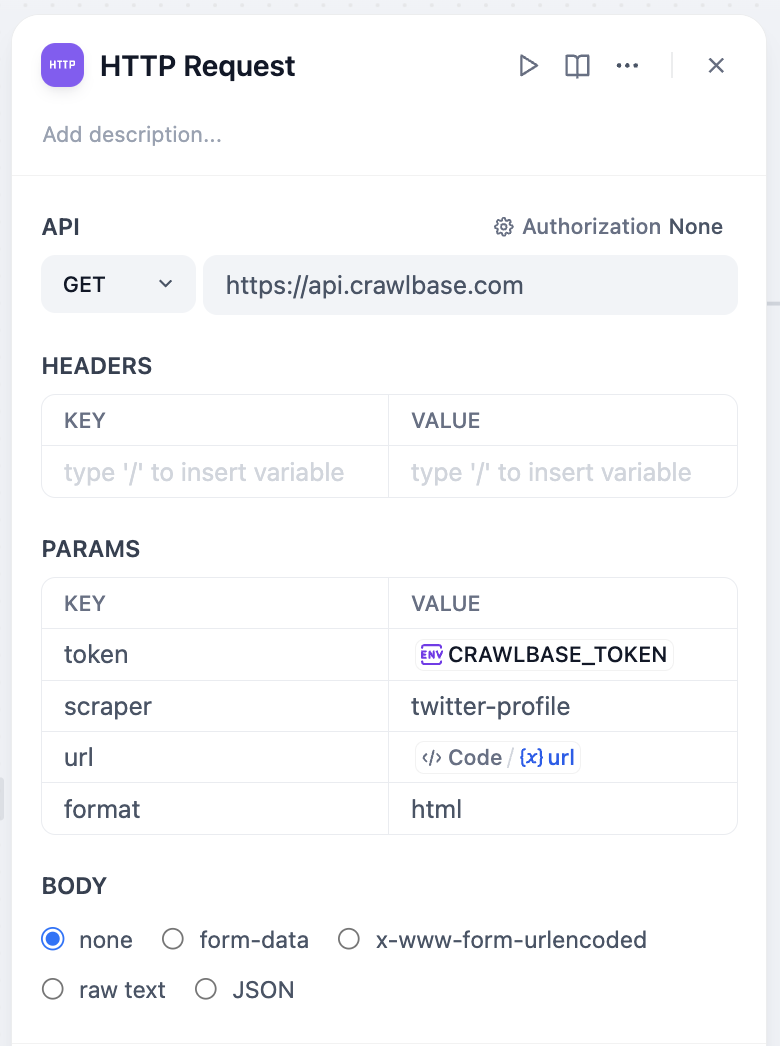 HTTP
HTTP Request
Add description...
API
Authorization None
GET
https://api.crawlbase.com
HEADERS
KEY VALUE
type '/' to insert variable type '/' to insert variable
PARAMS
KEY VALUE
token ENV CRAWLBASE_TOKEN
scraper twitter-profile
url </> Code / {x} url
format html
BODY
none form-data x-www-form-urlencoded
raw text JSON